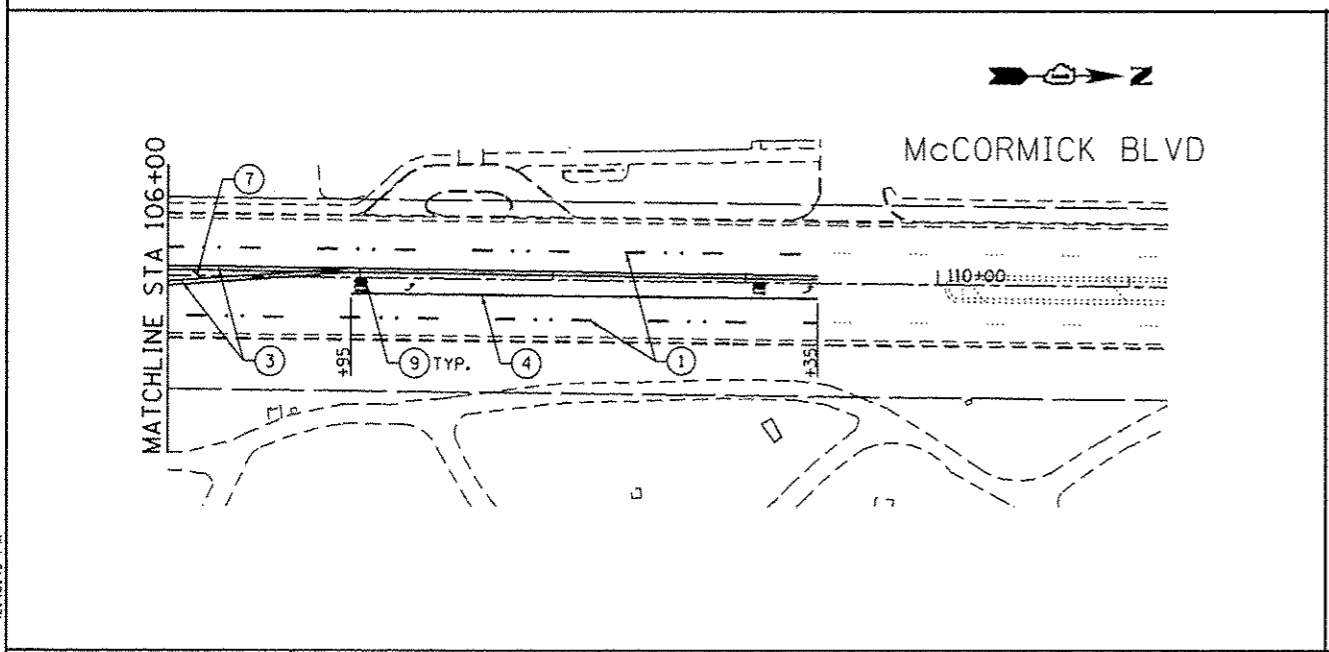 N
McCORMICK BLVD
MATCHLINE STA 106+00
7
110+00
3
+95
9 TYP.
4
1
+35